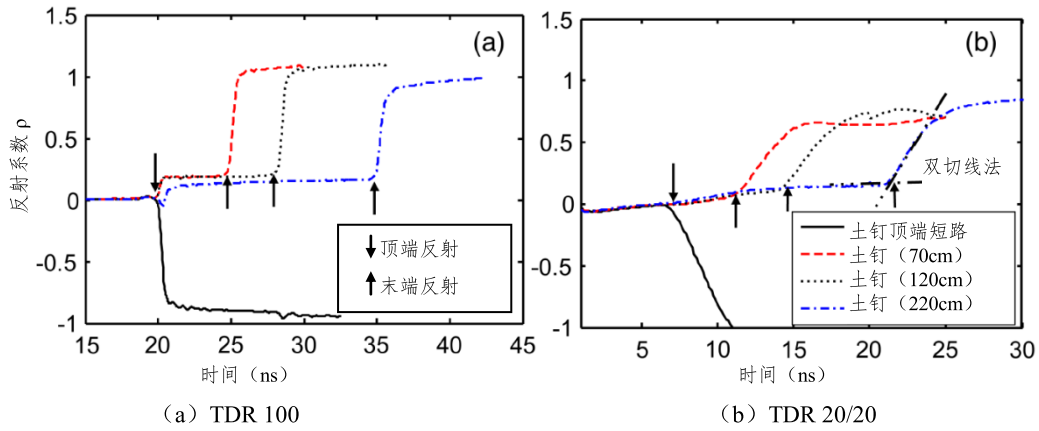 1.5
1
0.5
0
-0.5
-1
反射系数 ρ
(a)
顶端反射
末端反射
15 20 25 30 35 40 45
时间（ns）
（a）TDR 100
1.5
1
0.5
0
-0.5
-1
(b)
双切线法
土钉顶端短路
土钉（70cm）
土钉（120cm）
土钉（220cm）
5 10 15 20 25 30
时间（ns）
（b）TDR 20/20